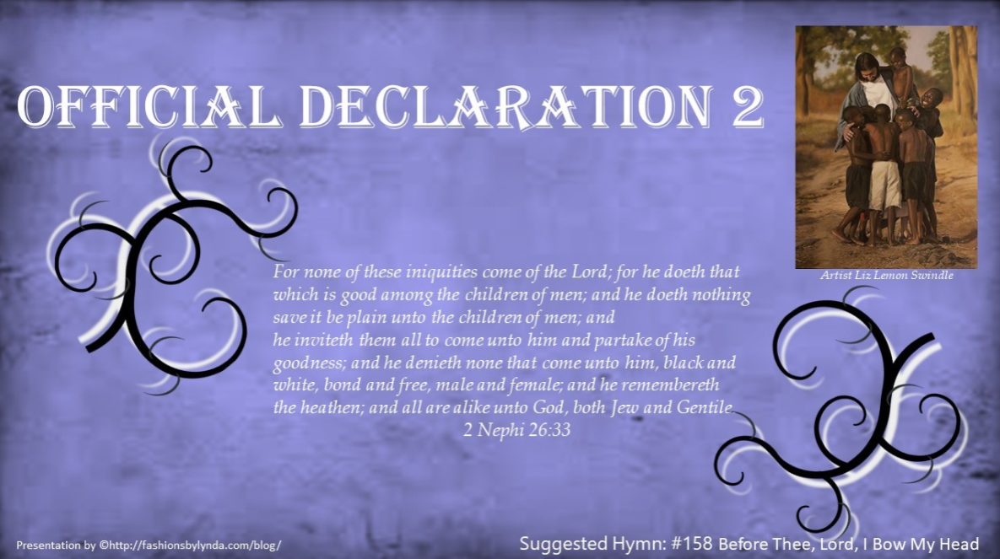 OFFICIAL DECLARATION 2
Artist Liz Lemon Swindle
For none of these iniquities come of the Lord; for he doeth that
which is good among the children of men; and he doeth nothing
save it be plain unto the children of men; and
he inviteth them all to come unto him and partake of his
goodness; and he denieth none that come unto him, black and
white, bond and free, male and female; and he remembereth
the heathen; and all are alike unto God, both Jew and Gentile.
2 Nephi 26:33
Presentation by ©http://fashionsbylynda.com/blog/
Suggested Hymn: #158 Before Thee, Lord, I Bow My Head